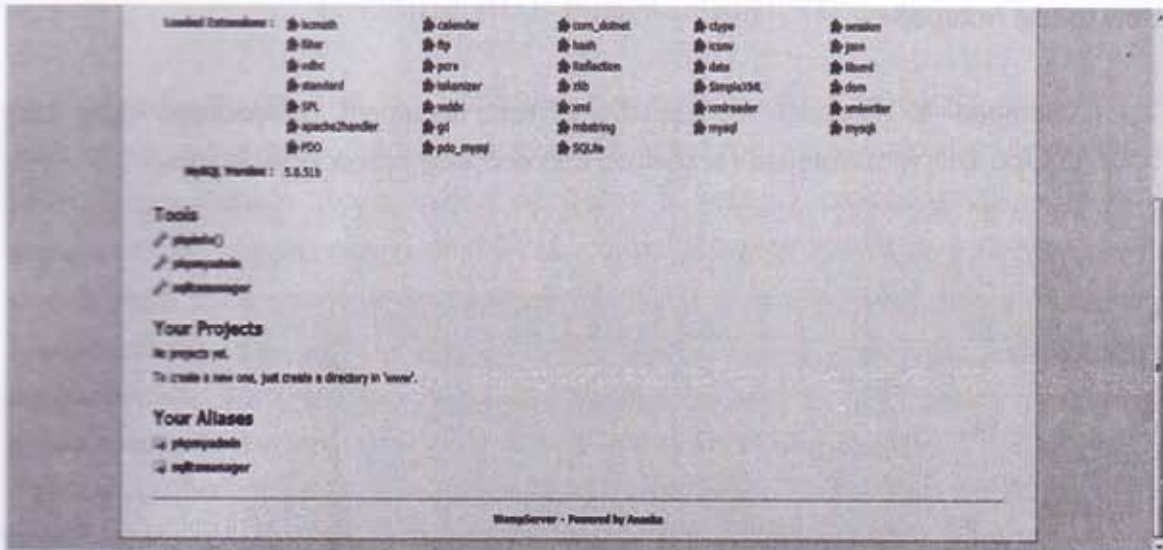 Loaded Extensions : bcmath calendar com_dotnet ctype session
filter ftp hash iconv json
odbc pcre Reflection date libxml
standard tokenizer zlib SimpleXML dom
SPL wddx xml xmlreader xmlwriter
apache2handler gd mbstring mysql mysqli
PDO pdo_mysql SQLite
MySQL Version : 5.0.51b
Tools
phpinfo()
phpmyadmin
sqlitemanager
Your Projects
No projects yet.
To create a new one, just create a directory in 'www'.
Your Aliases
phpmyadmin
sqlitemanager
WampServer - Powered by Anaska